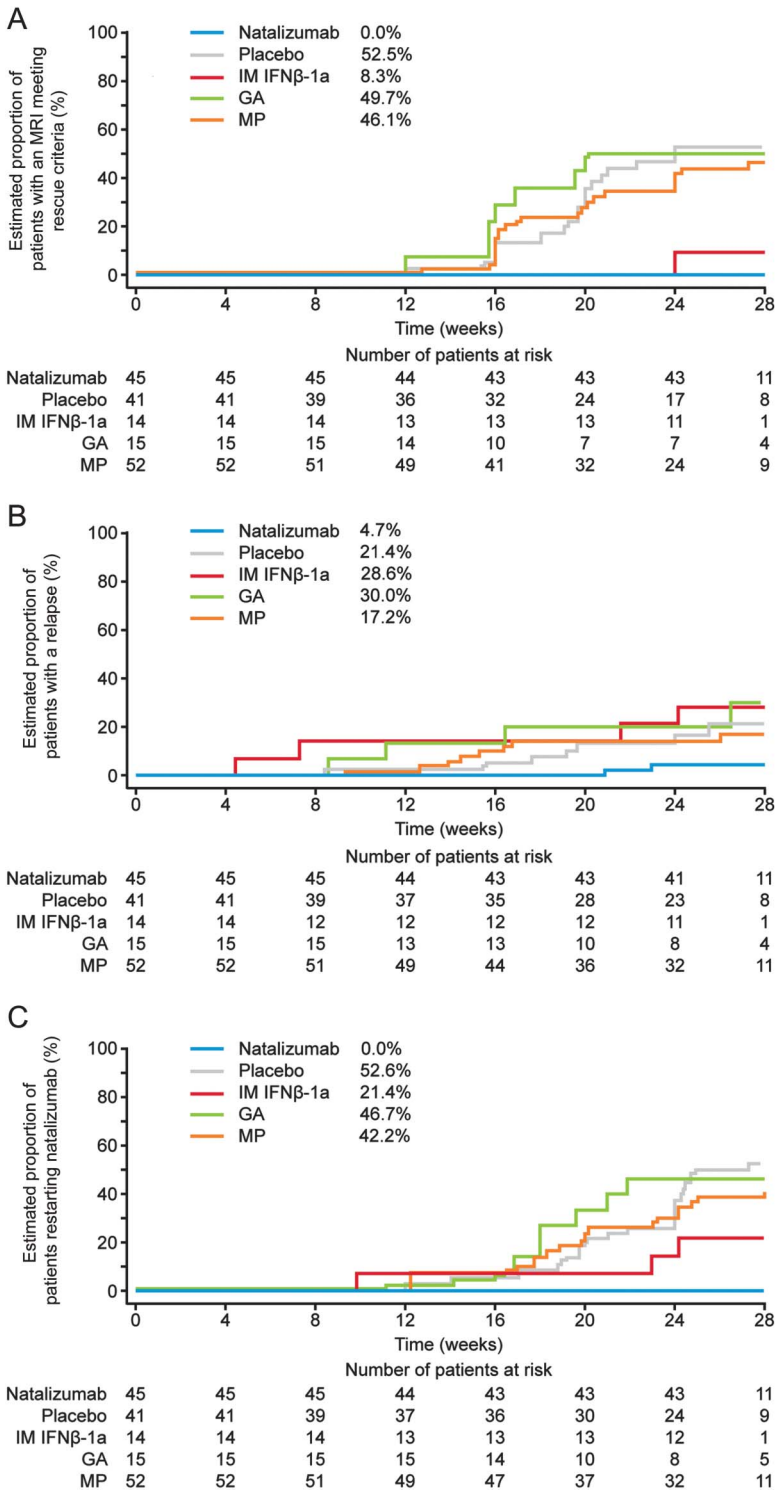 A
Estimated proportion of
patients with an MRI meeting
rescue criteria (%)
100
80
60
40
20
0
Natalizumab 0.0%
Placebo 52.5%
IM IFNβ-1a 8.3%
GA 49.7%
MP 46.1%
0 4 8 12 16 20 24 28
Time (weeks)
Number of patients at risk
Natalizumab 45 45 45 44 43 43 43 11
Placebo 41 41 39 36 32 24 17 8
IM IFNβ-1a 14 14 14 13 13 13 11 1
GA 15 15 15 14 10 7 7 4
MP 52 52 51 49 41 32 24 9
B
Estimated proportion of
patients with a relapse (%)
100
80
60
40
20
0
Natalizumab 4.7%
Placebo 21.4%
IM IFNβ-1a 28.6%
GA 30.0%
MP 17.2%
0 4 8 12 16 20 24 28
Time (weeks)
Number of patients at risk
Natalizumab 45 45 45 44 43 43 41 11
Placebo 41 41 39 37 35 28 23 8
IM IFNβ-1a 14 14 12 12 12 12 11 1
GA 15 15 15 13 13 10 8 4
MP 52 52 51 49 44 36 32 11
C
Estimated proportion of
patients restarting natalizumab (%)
100
80
60
40
20
0
Natalizumab 0.0%
Placebo 52.6%
IM IFNβ-1a 21.4%
GA 46.7%
MP 42.2%
0 4 8 12 16 20 24 28
Time (weeks)
Number of patients at risk
Natalizumab 45 45 45 44 43 43 43 11
Placebo 41 41 39 37 36 30 24 9
IM IFNβ-1a 14 14 14 13 13 13 12 1
GA 15 15 15 15 14 10 8 5
MP 52 52 51 49 47 37 32 11